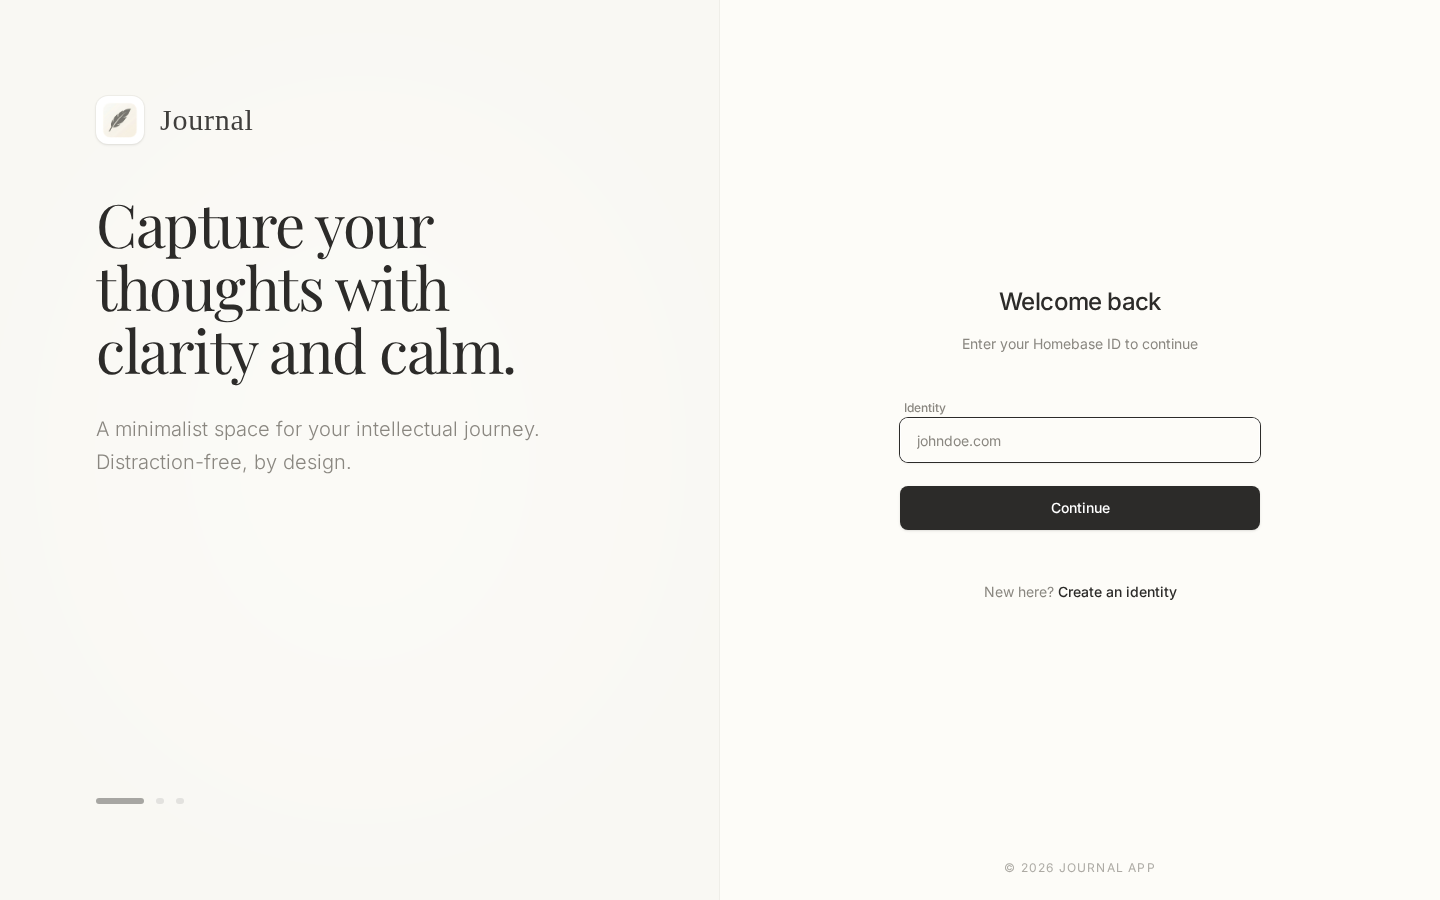 Journal
Capture your
thoughts with
clarity and calm.
A minimalist space for your intellectual journey.
Distraction-free, by design.
Welcome back
Enter your Homebase ID to continue
Identity
johndoe.com
Continue
New here? Create an identity
© 2026 JOURNAL APP